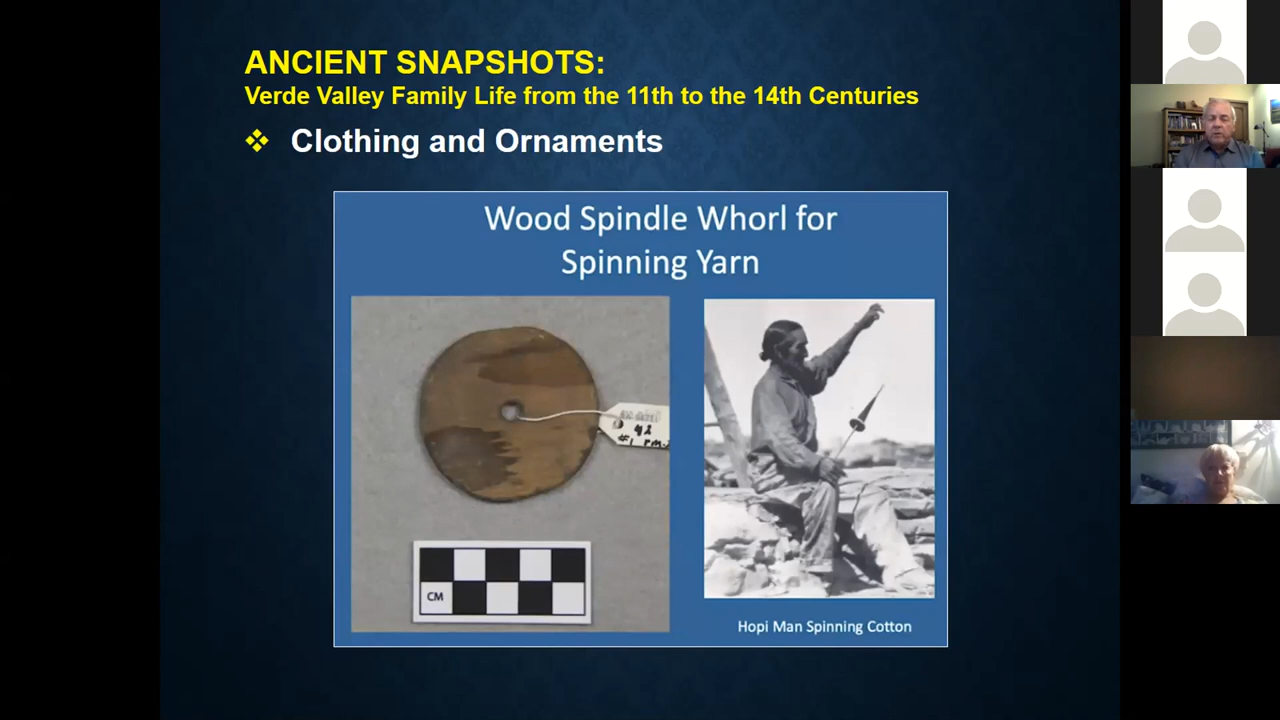 ANCIENT SNAPSHOTS:
Verde Valley Family Life from the 11th to the 14th Centuries
❖ Clothing and Ornaments
Wood Spindle Whorl for
Spinning Yarn
CM
Hopi Man Spinning Cotton